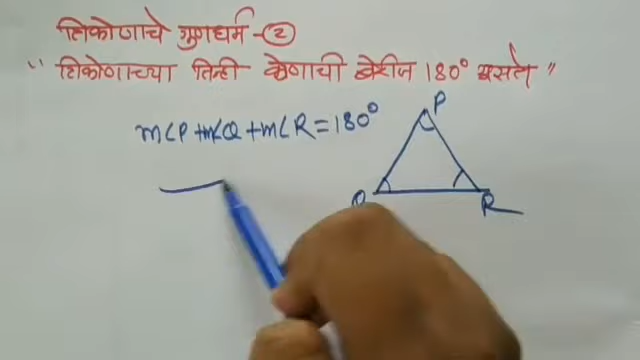 त्रिकोणाचे गुणधर्म -②
" त्रिकोणाच्या तिन्ही कोणाची बेरीज 180° असते "
m∠P + m∠Q + m∠R = 180°
P
Q
R